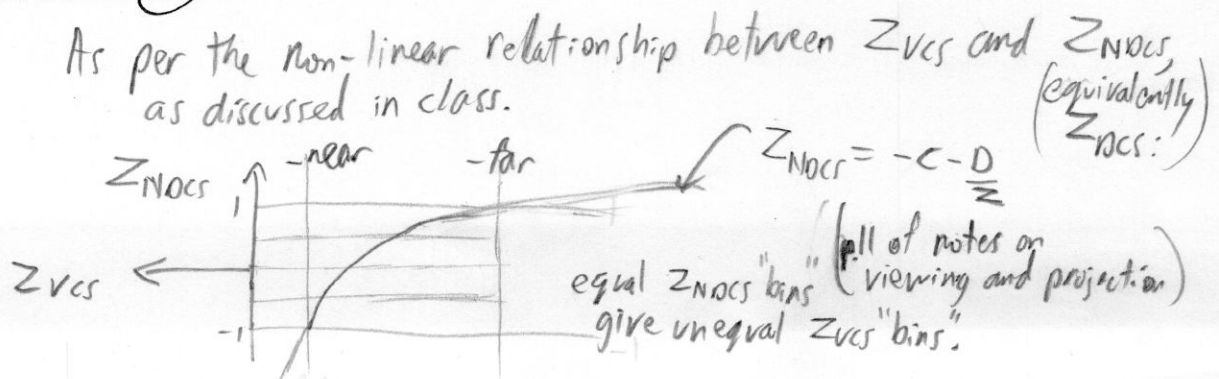 As per the non-linear relationship between ZVCS and ZNDCS,
as discussed in class.
(equivalently
ZDCS.)
-near
-far
ZNDCS
1
ZNDCS = -C - D/Z
ZVCS
equal ZNDCS "bins"
(p11 of notes on
viewing and projection)
give unequal ZVCS "bins".
-1